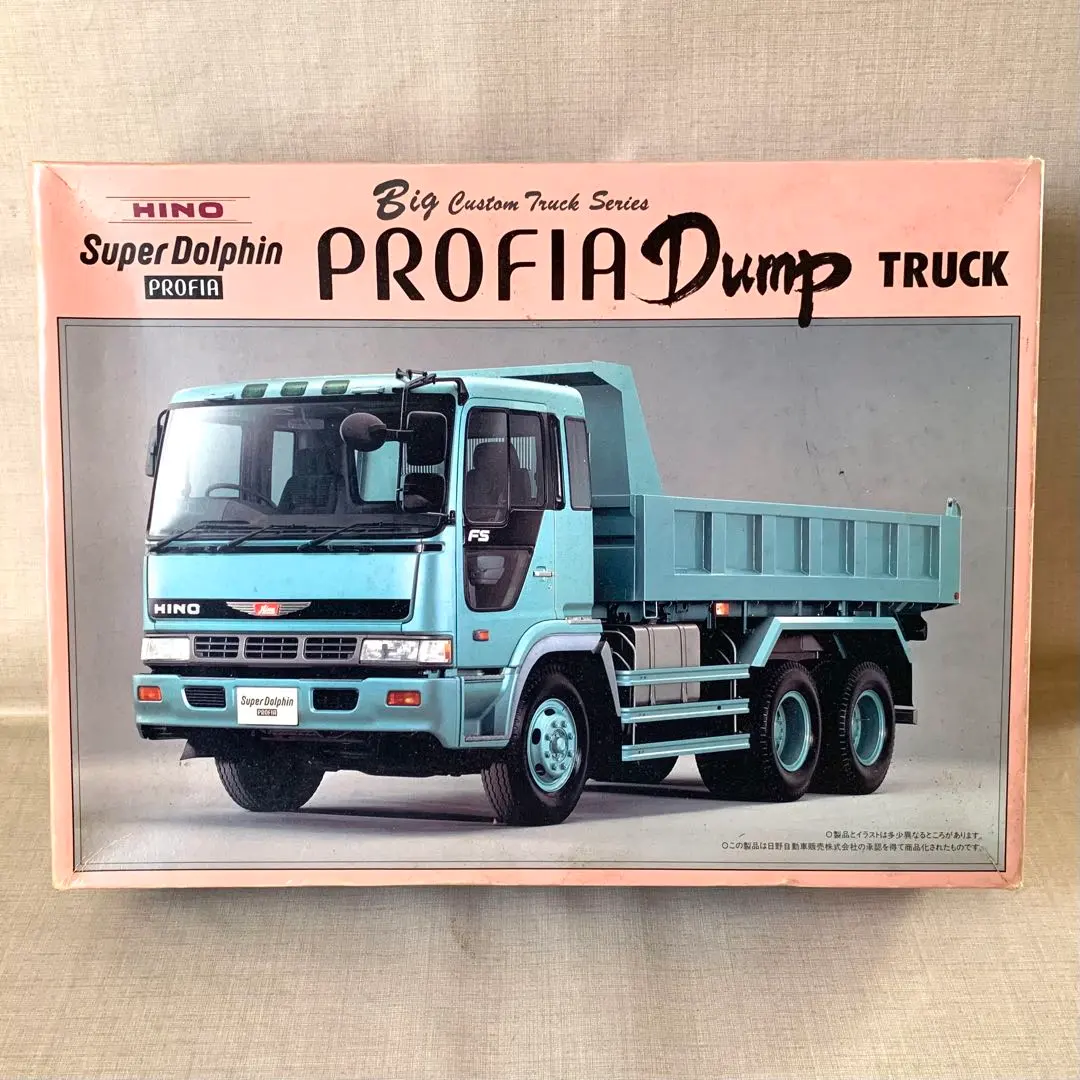 HINO
Super Dolphin
PROFIA
Big Custom Truck Series
PROFIA Dump TRUCK
FS
HINO
Hino
Super Dolphin
PROFIA
○製品とイラストは多少異なるところがあります。
○この製品は日野自動車販売株式会社の承認を得て商品化されたものです。